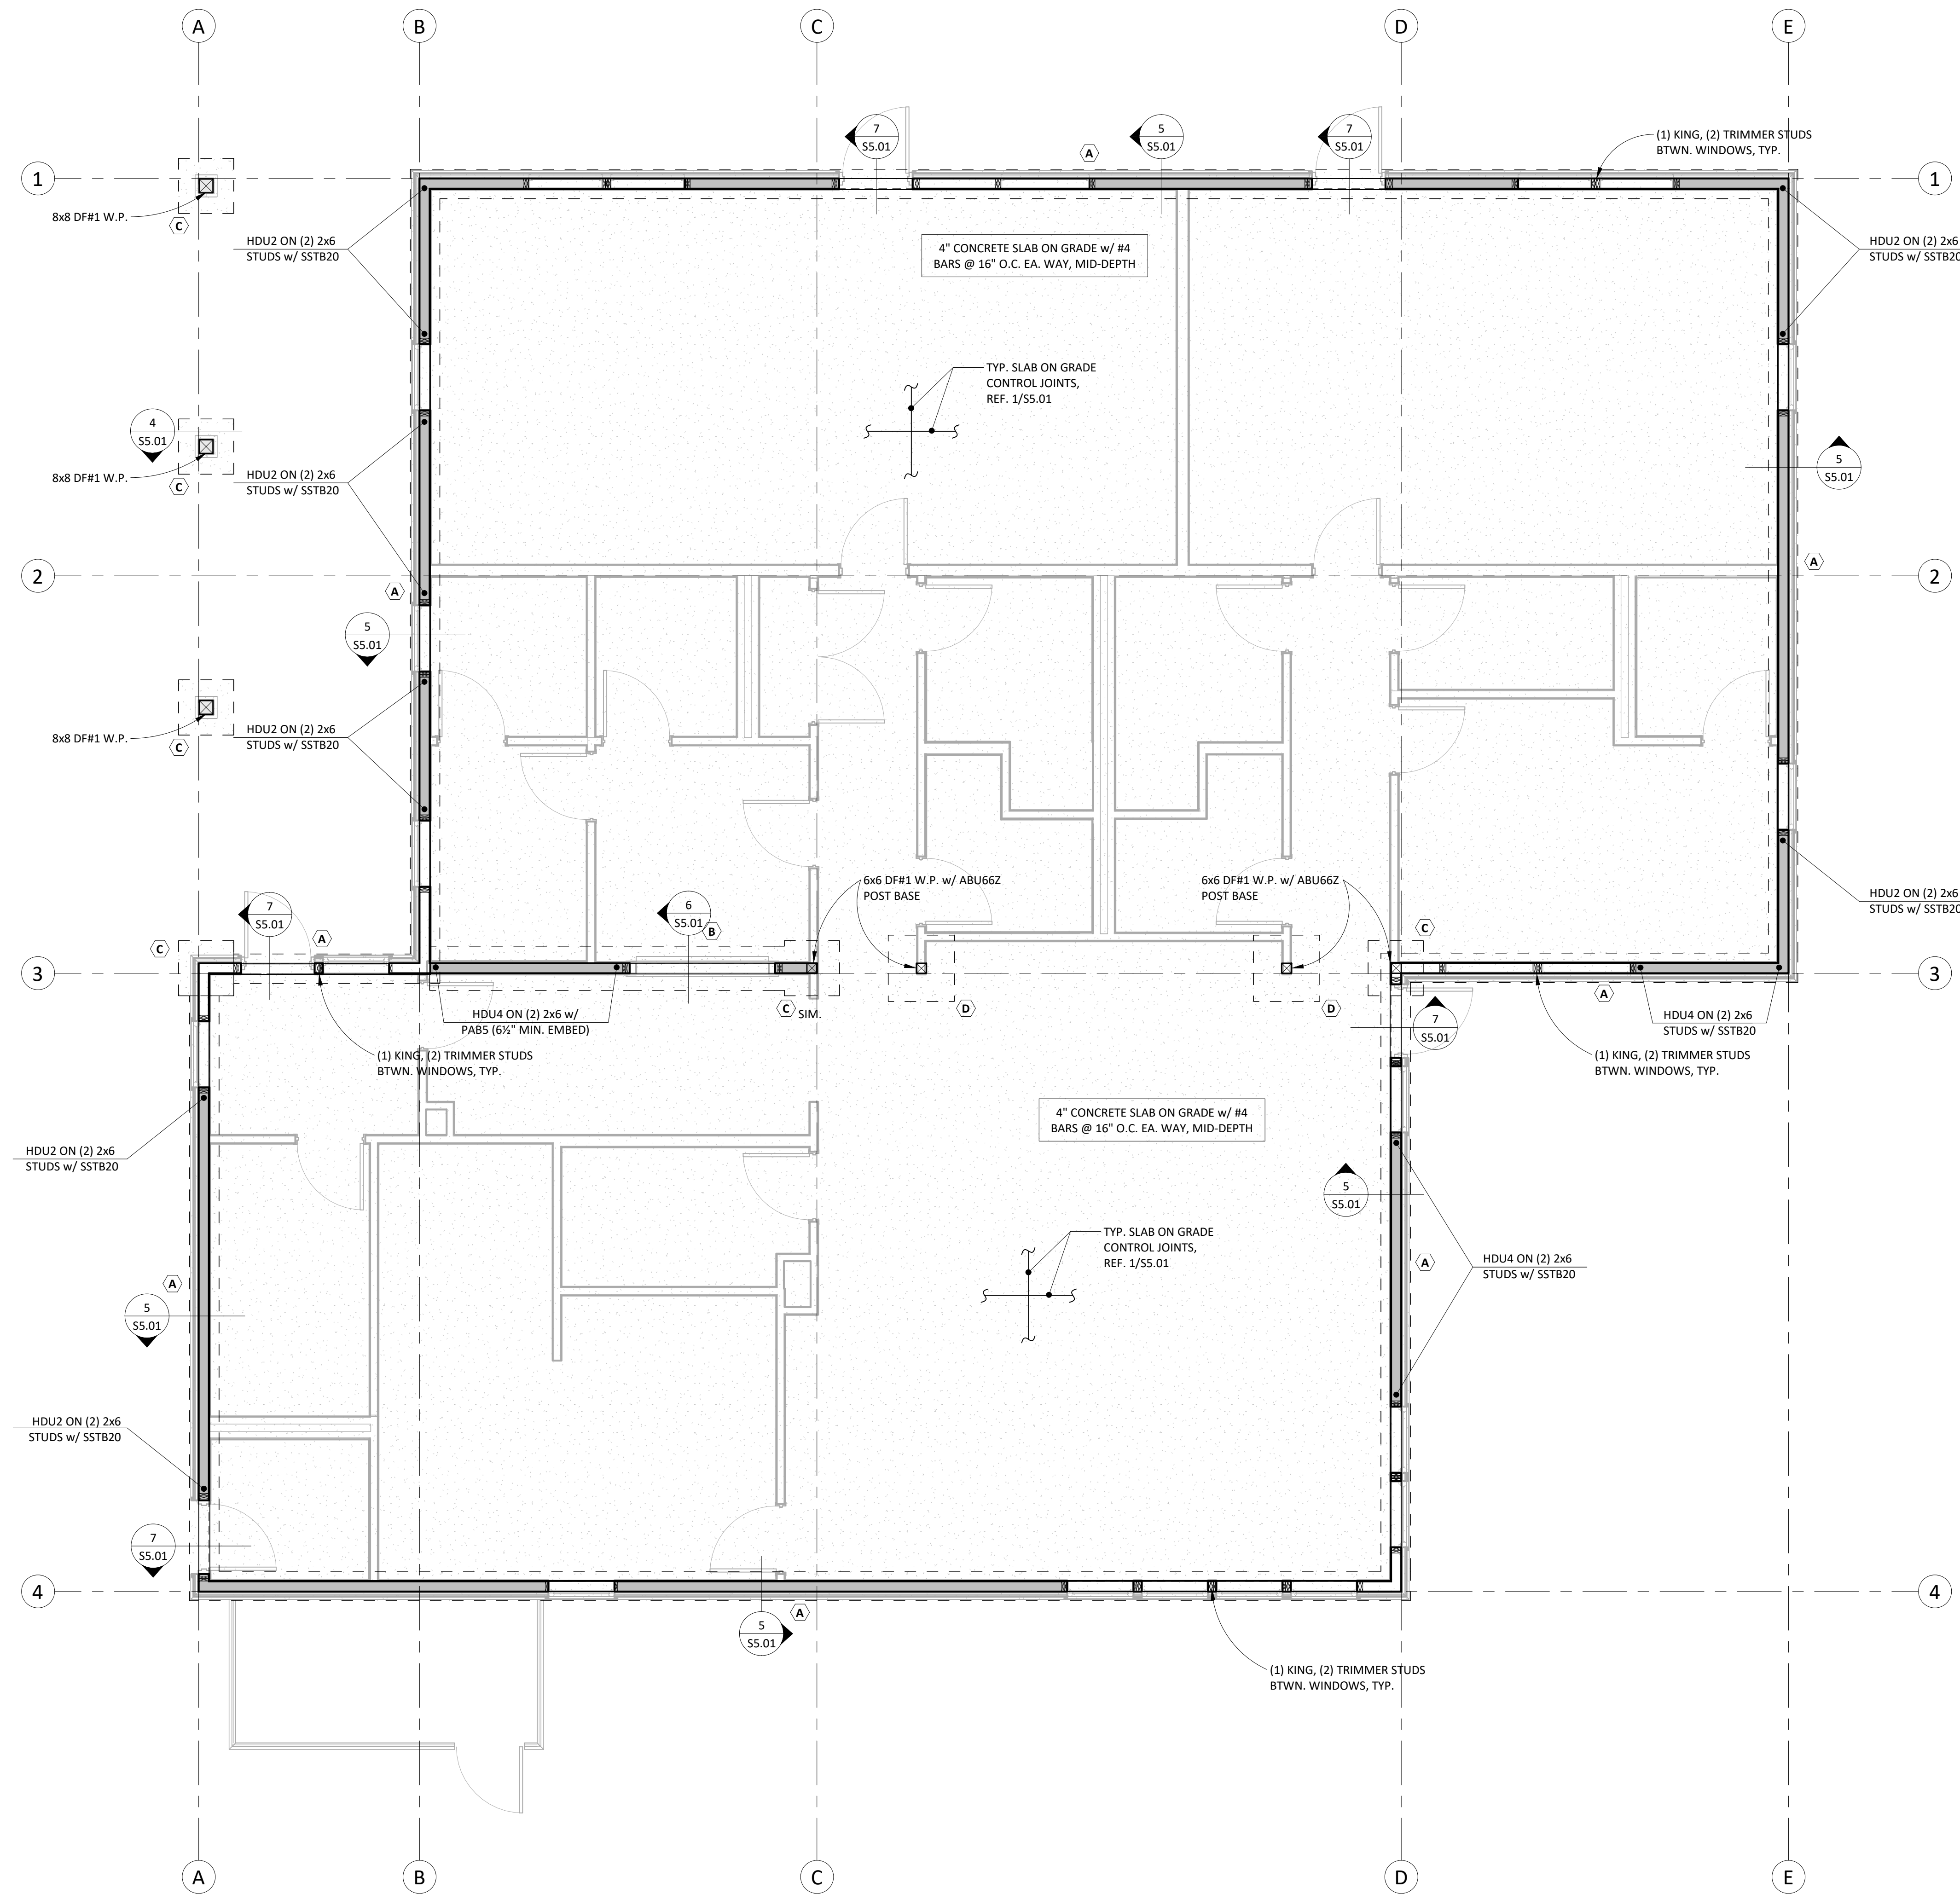 A
B
C
D
E
7
S5.01
5
S5.01
7
S5.01
(1) KING, (2) TRIMMER STUDS
BTWN. WINDOWS, TYP.
A
1
1
8x8 DF#1 W.P.
C
HDU2 ON (2) 2x6
STUDS w/ SSTB20
4" CONCRETE SLAB ON GRADE w/ #4
BARS @ 16" O.C. EA. WAY, MID-DEPTH
HDU2 ON (2) 2x6
STUDS w/ SSTB20
TYP. SLAB ON GRADE
CONTROL JOINTS,
REF. 1/S5.01
4
S5.01
8x8 DF#1 W.P.
C
HDU2 ON (2) 2x6
STUDS w/ SSTB20
5
S5.01
A
2
2
A
5
S5.01
8x8 DF#1 W.P.
C
HDU2 ON (2) 2x6
STUDS w/ SSTB20
6x6 DF#1 W.P. w/ ABU66Z
POST BASE
6x6 DF#1 W.P. w/ ABU66Z
POST BASE
HDU2 ON (2) 2x6
STUDS w/ SSTB20
7
S5.01
6
S5.01
B
C
A
C
3
3
C SIM.
D
D
A
HDU4 ON (2) 2x6 w/
PAB5 (6½" MIN. EMBED)
7
S5.01
HDU4 ON (2) 2x6
STUDS w/ SSTB20
(1) KING, (2) TRIMMER STUDS
BTWN. WINDOWS, TYP.
(1) KING, (2) TRIMMER STUDS
BTWN. WINDOWS, TYP.
4" CONCRETE SLAB ON GRADE w/ #4
BARS @ 16" O.C. EA. WAY, MID-DEPTH
HDU2 ON (2) 2x6
STUDS w/ SSTB20
5
S5.01
TYP. SLAB ON GRADE
CONTROL JOINTS,
REF. 1/S5.01
A
A
HDU4 ON (2) 2x6
STUDS w/ SSTB20
5
S5.01
HDU2 ON (2) 2x6
STUDS w/ SSTB20
7
S5.01
4
4
A
5
S5.01
(1) KING, (2) TRIMMER STUDS
BTWN. WINDOWS, TYP.
A
B
C
D
E